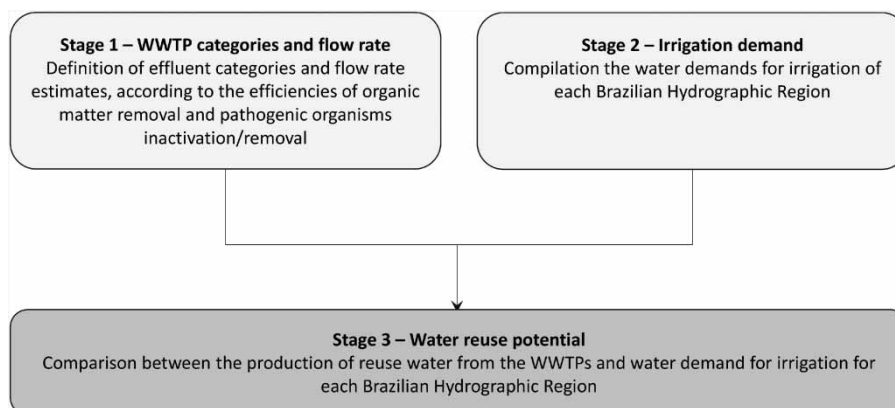 Stage 1 – WWTP categories and flow rate
Definition of effluent categories and flow rate
estimates, according to the efficiencies of organic
matter removal and pathogenic organisms
inactivation/removal
Stage 2 – Irrigation demand
Compilation the water demands for irrigation of
each Brazilian Hydrographic Region
Stage 3 – Water reuse potential
Comparison between the production of reuse water from the WWTPs and water demand for irrigation for
each Brazilian Hydrographic Region